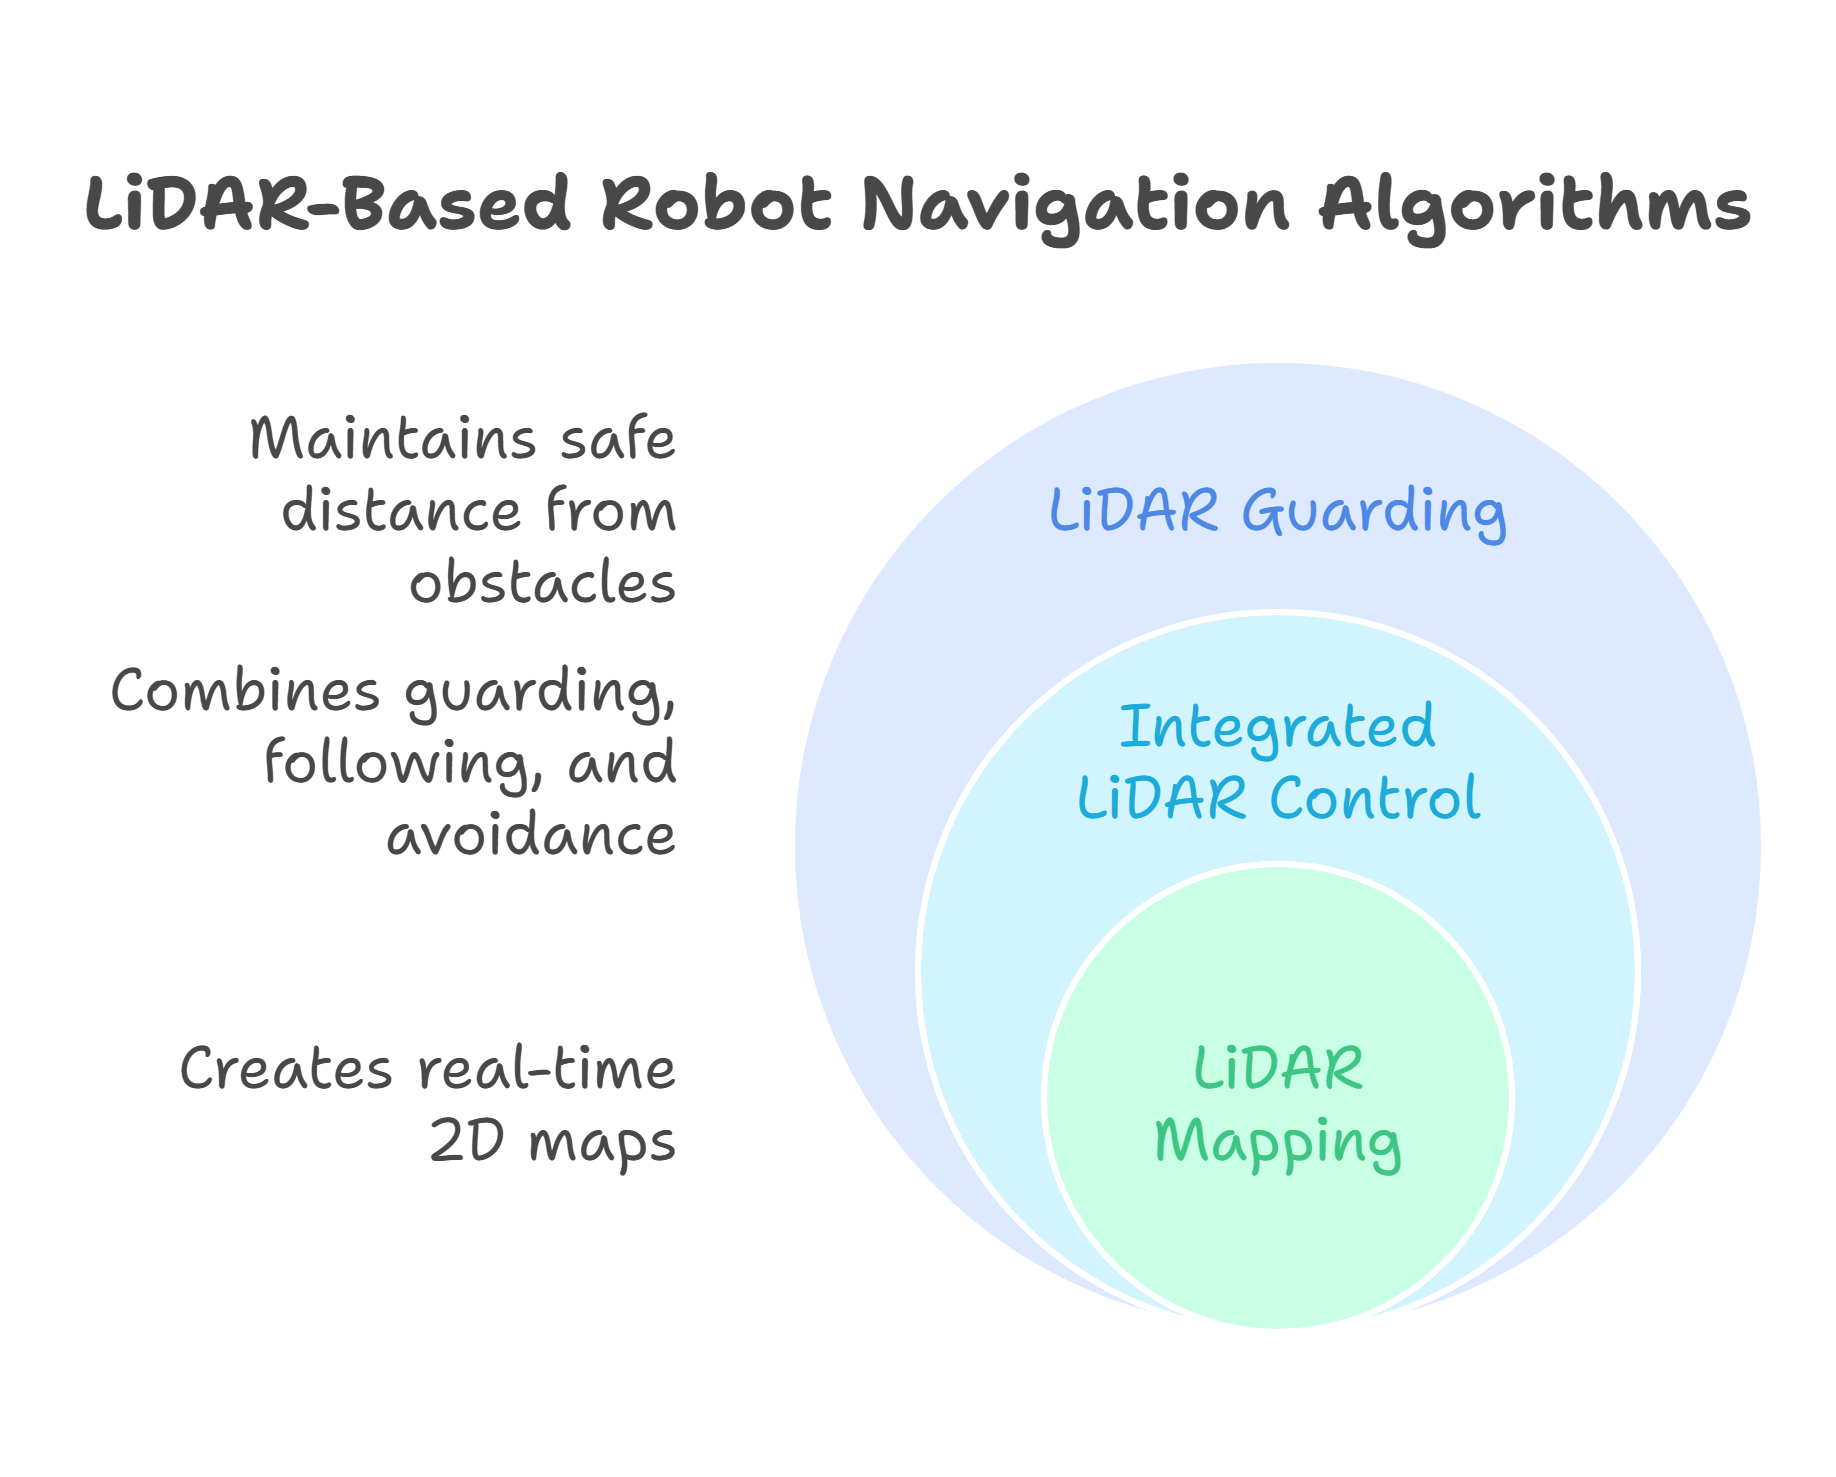 LiDAR-Based Robot Navigation Algorithms
Maintains safe
distance from
obstacles
LiDAR Guarding
Combines guarding,
following, and
avoidance
Integrated
LiDAR Control
Creates real-time
2D maps
LiDAR
Mapping